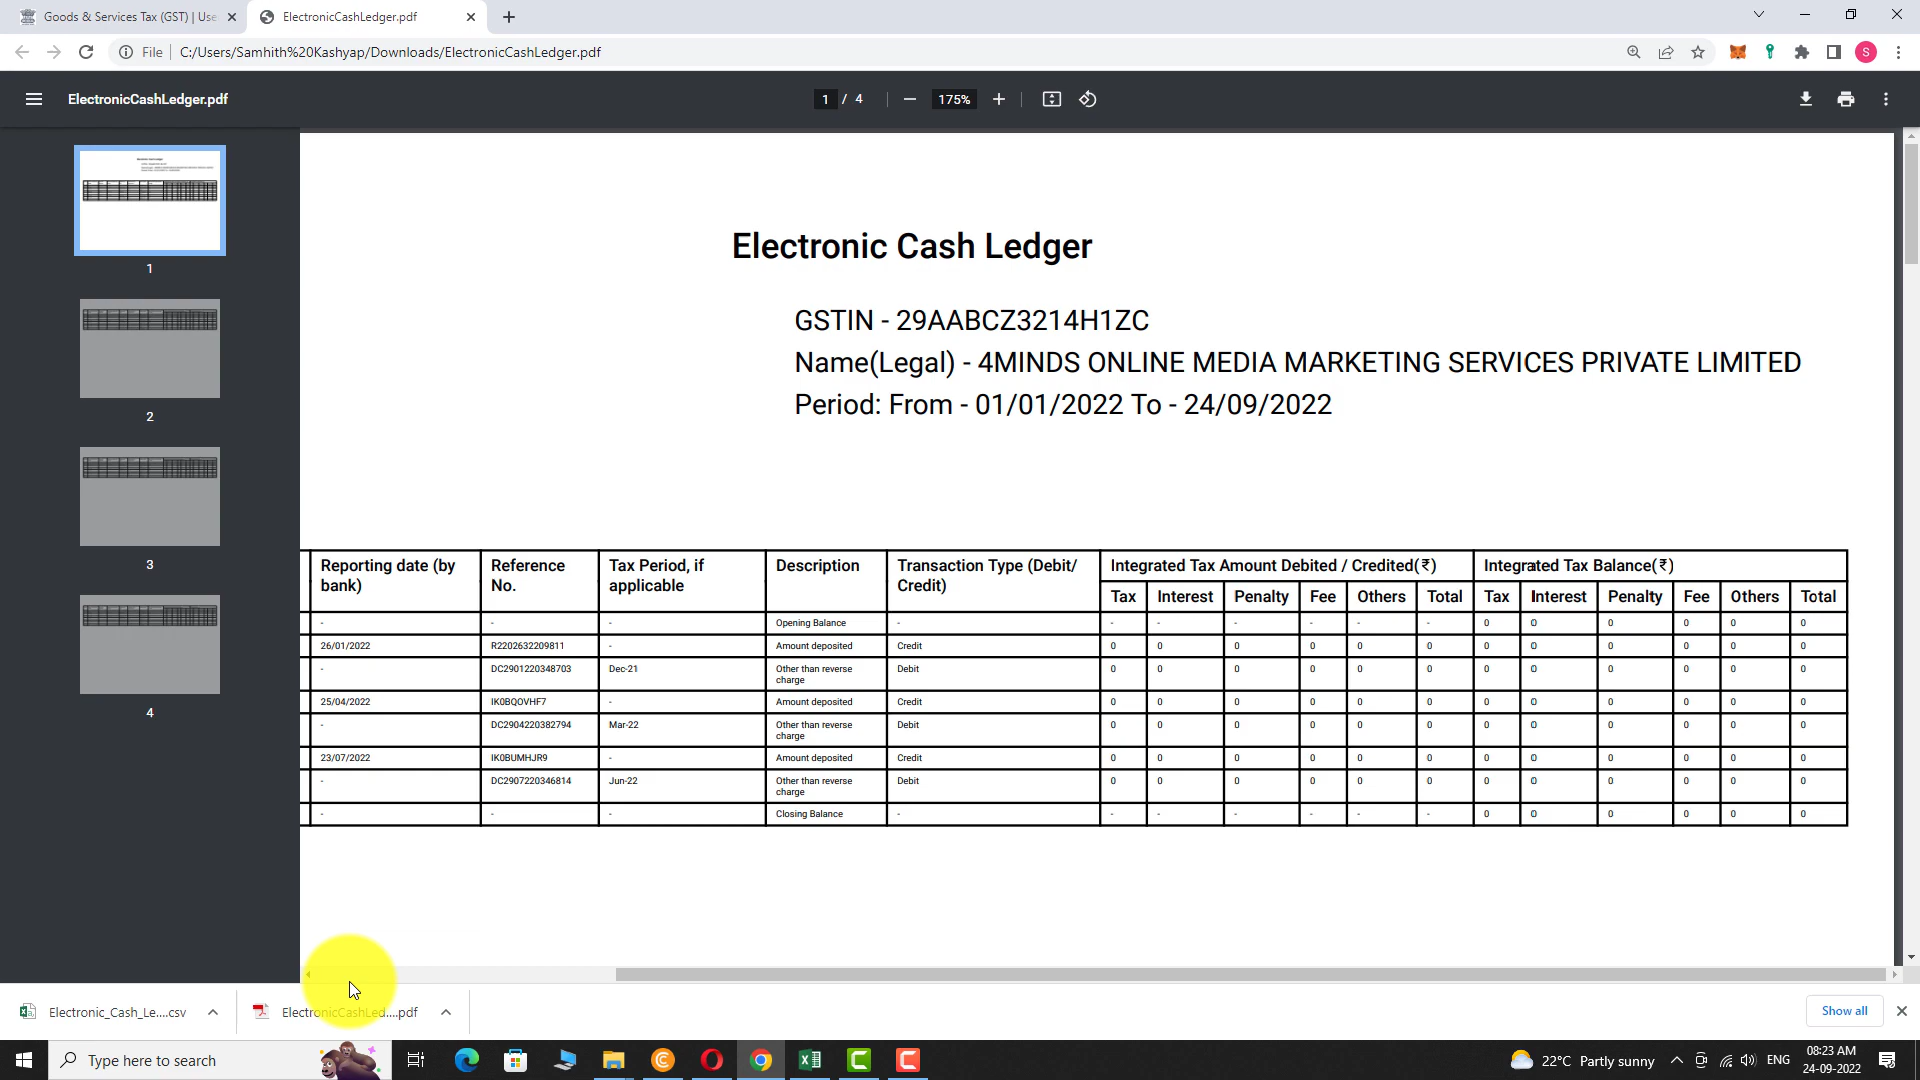 Goods & Services Tax (GST) | Use
ElectronicCashLedger.pdf
File
C:/Users/Samhith%20Kashyap/Downloads/ElectronicCashLedger.pdf
S
ElectronicCashLedger.pdf
1 / 4
175%
1
2
3
4
Electronic Cash Ledger
GSTIN - 29AABCZ3214H1ZC
Name(Legal) - 4MINDS ONLINE MEDIA MARKETING SERVICES PRIVATE LIMITED
Period: From - 01/01/2022 To - 24/09/2022
Reporting date (by bank) Reference No. Tax Period, if applicable Description Transaction Type (Debit/ Credit) Integrated Tax Amount Debited / Credited(₹) Integrated Tax Balance(₹)
Tax Interest Penalty Fee Others Total Tax Interest Penalty Fee Others Total
- - - Opening Balance - - - - - - - 0 0 0 0 0 0
26/01/2022 R2202632209811 - Amount deposited Credit 0 0 0 0 0 0 0 0 0 0 0 0
- DC2901220348703 Dec-21 Other than reverse charge Debit 0 0 0 0 0 0 0 0 0 0 0 0
25/04/2022 IK0BQOVHF7 - Amount deposited Credit 0 0 0 0 0 0 0 0 0 0 0 0
- DC2904220382794 Mar-22 Other than reverse charge Debit 0 0 0 0 0 0 0 0 0 0 0 0
23/07/2022 IK0BUMHJR9 - Amount deposited Credit 0 0 0 0 0 0 0 0 0 0 0 0
- DC2907220346814 Jun-22 Other than reverse charge Debit 0 0 0 0 0 0 0 0 0 0 0 0
- - - Closing Balance - - - - - - - 0 0 0 0 0 0
Electronic_Cash_Le....csv
ElectronicCashLed....pdf
Show all
Type here to search
22°C Partly sunny
ENG
08:23 AM
24-09-2022